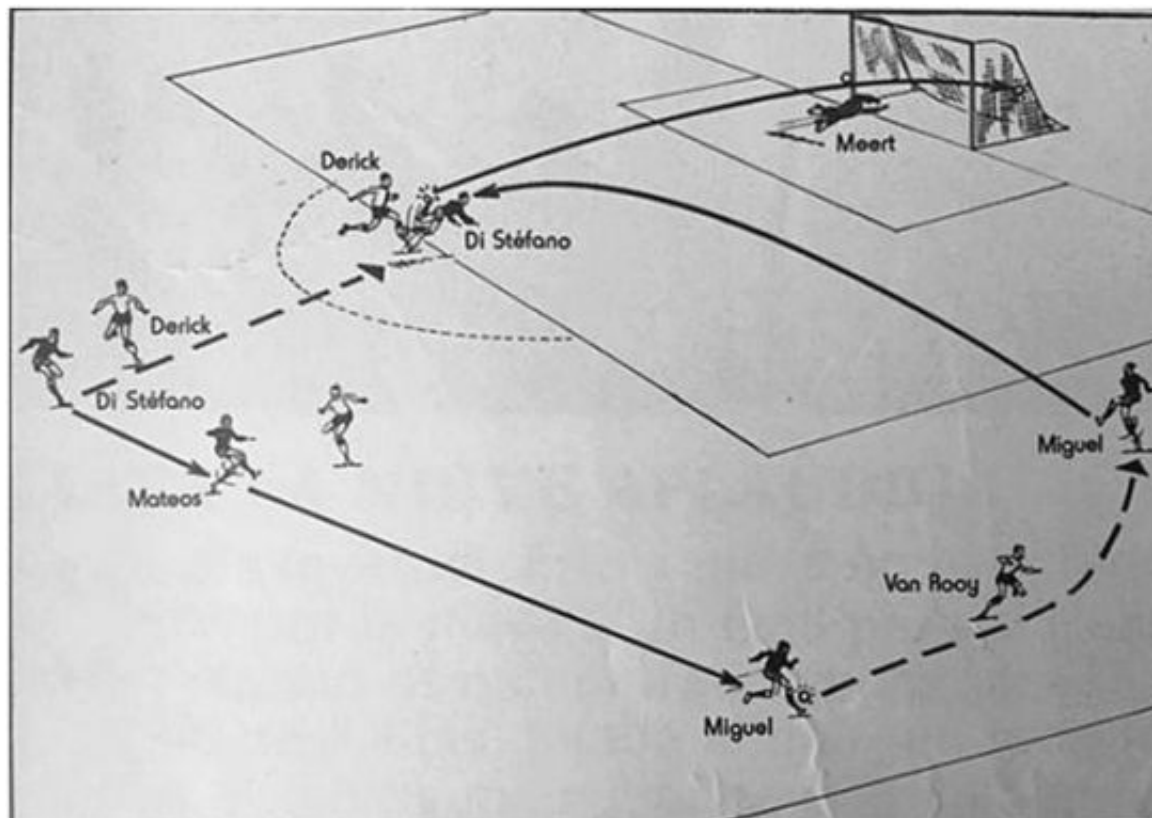 Meert
Derick
Di Stéfano
Derick
Di Stéfano
Miguel
Mateos
Van Rooy
Miguel